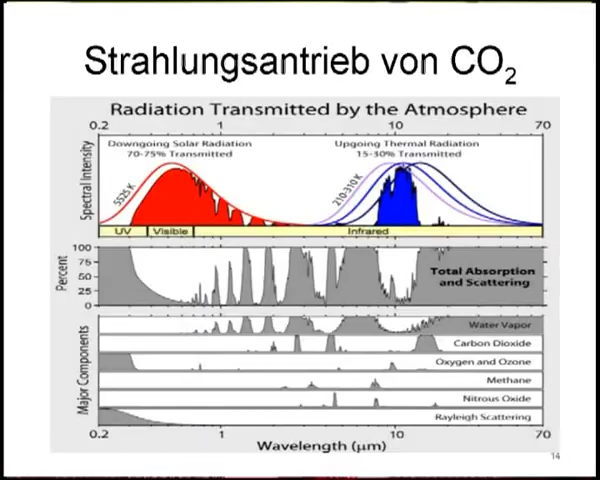 Strahlungsantrieb von CO2
Radiation Transmitted by the Atmosphere
0.2 1 10 70
Downgoing Solar Radiation
70-75% Transmitted
Upgoing Thermal Radiation
15-30% Transmitted
Spectral Intensity
5525 K
210-310 K
UV Visible Infrared
Percent
100
75
50
25
0
Total Absorption
and Scattering
Major Components
Water Vapor
Carbon Dioxide
Oxygen and Ozone
Methane
Nitrous Oxide
Rayleigh Scattering
0.2 1 10 70
Wavelength (μm)
14